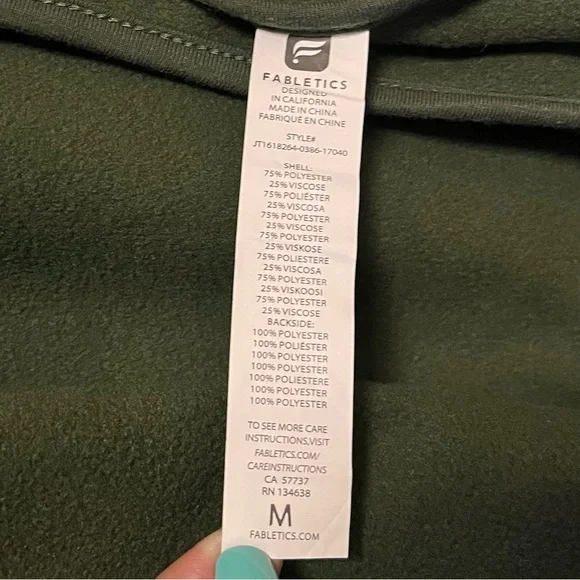 FABLETICS
DESIGNED
IN CALIFORNIA
MADE IN CHINA
FABRIQUÉ EN CHINE
STYLE#
JT1618264-0386-17040
SHELL:
75% POLYESTER
25% VISCOSE
75% POLIÉSTER
25% VISCOSA
75% POLYESTER
25% VISCOSE
75% POLYESTER
25% VISKOSE
75% POLIESTERE
25% VISCOSA
75% POLYESTER
25% VISKOOSI
75% POLYESTER
25% VISCOSE
BACKSIDE:
100% POLYESTER
100% POLIÉSTER
100% POLYESTER
100% POLYESTER
100% POLIESTERE
100% POLYESTER
100% POLYESTER
TO SEE MORE CARE
INSTRUCTIONS,VISIT
FABLETICS.COM/
CAREINSTRUCTIONS
CA 57737
RN 134638
M
FABLETICS.COM